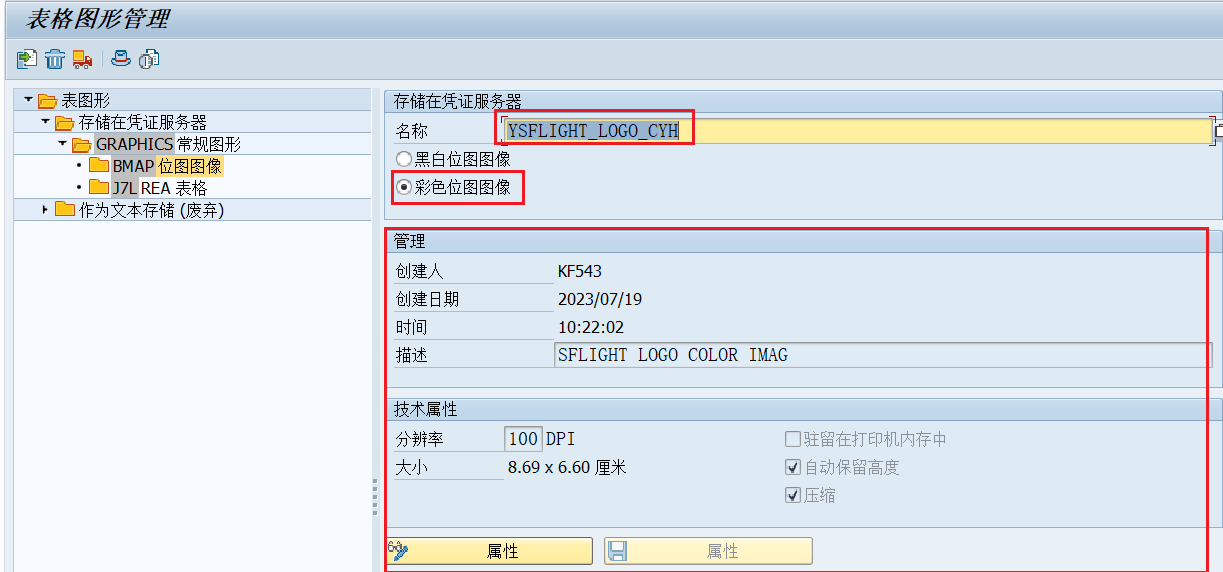 表格图形管理
表图形
存储在凭证服务器
GRAPHICS 常规图形
BMAP 位图图像
J7L REA 表格
作为文本存储 (废弃)
存储在凭证服务器
名称 YSFLIGHT_LOGO_CYH
黑白位图图像
彩色位图图像
管理
创建人 KF543
创建日期 2023/07/19
时间 10:22:02
描述 SFLIGHT LOGO COLOR IMAG
技术属性
分辨率 100 DPI 驻留在打印机内存中
大小 8.69 x 6.60 厘米 自动保留高度
压缩
属性 属性